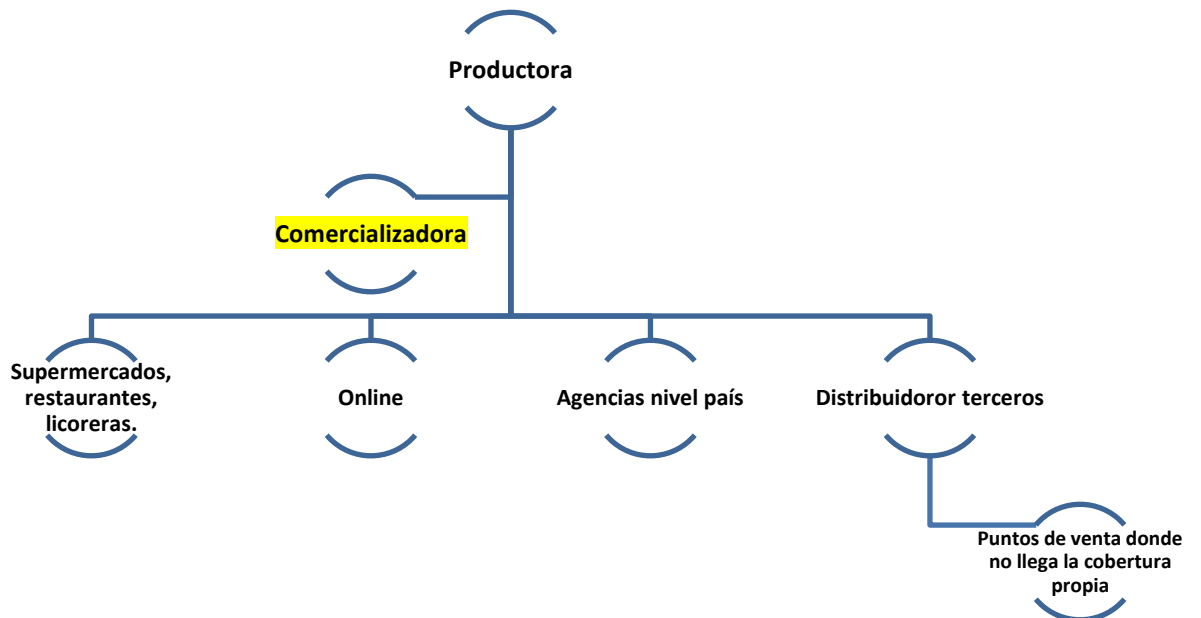 Productora
Comercializadora
Supermercados,
restaurantes,
licoreras.
Online
Agencias nivel país
Distribuidoror terceros
Puntos de venta donde
no llega la cobertura
propia